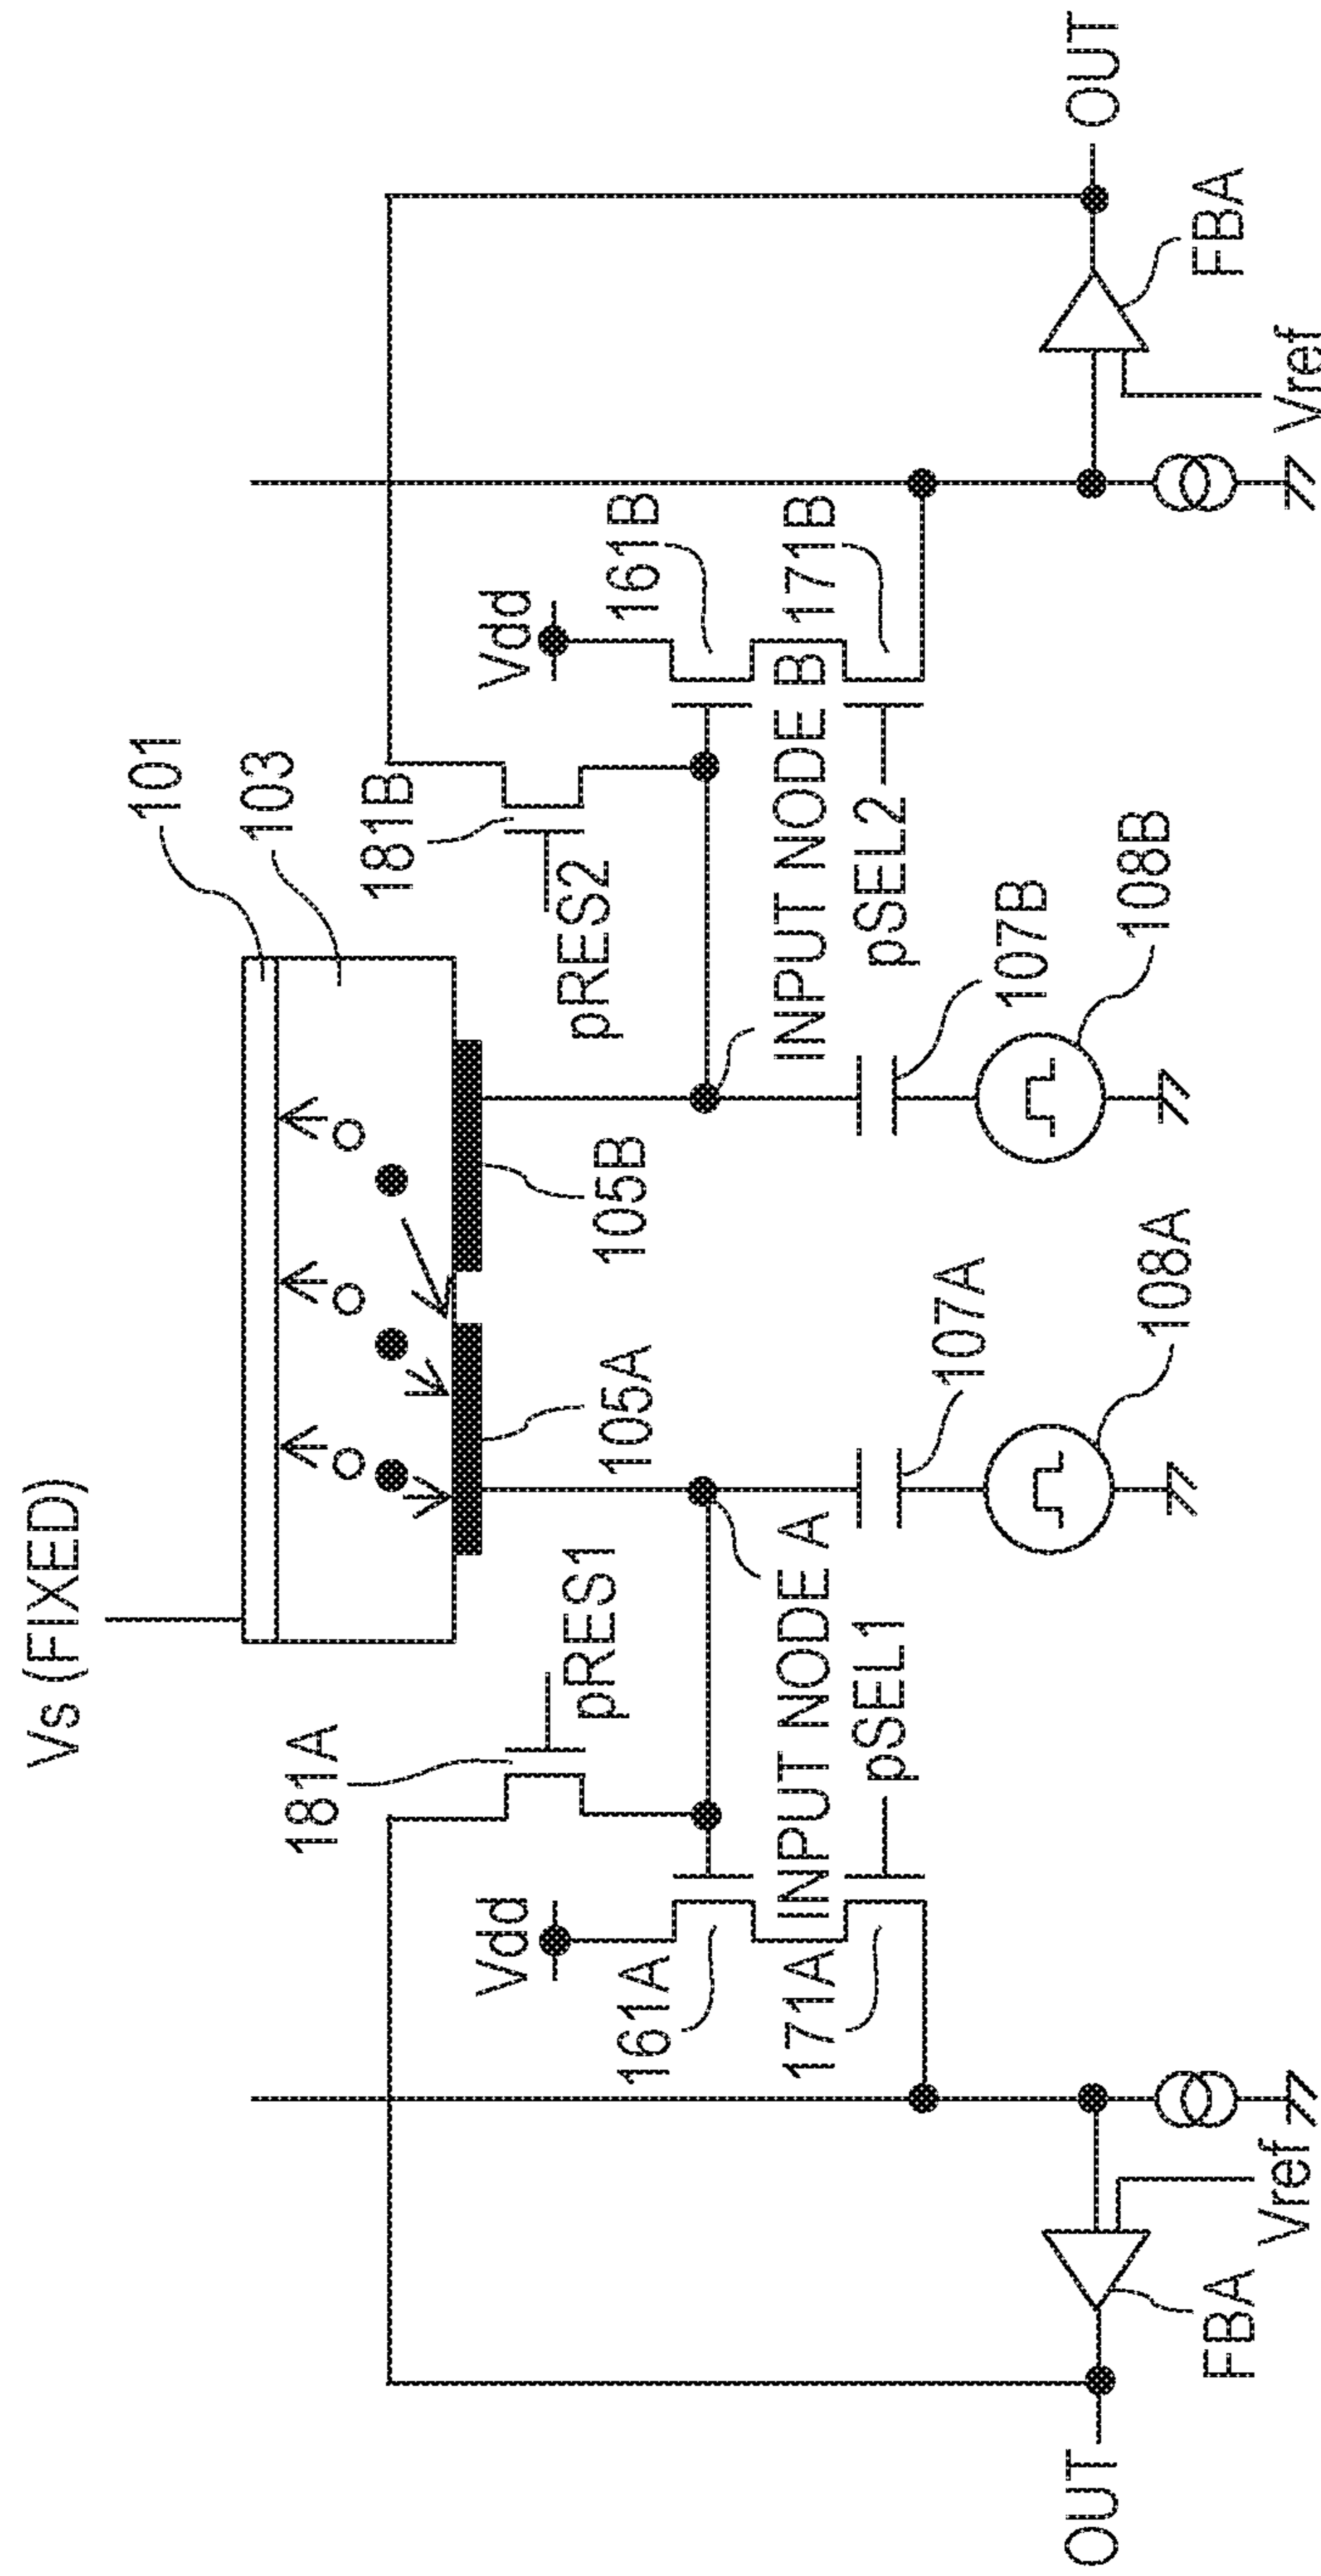 Vs (FIXED)
101
103
181A
pRES1
181B
pRES2
Vdd
Vdd
161A
161B
105A
105B
INPUT NODE A
INPUT NODE B
171A
171B
pSEL1
pSEL2
107A
107B
108A
108B
OUT
OUT
FBA
FBA
Vref
Vref